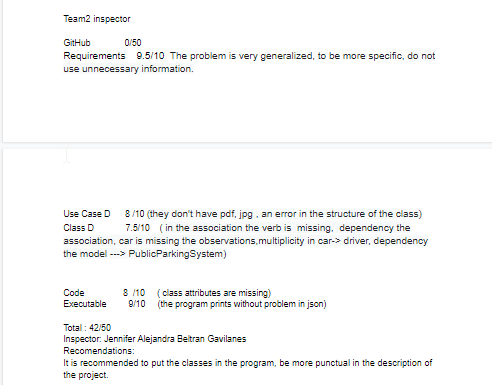 Team2 inspector
GitHub 0/50
Requirements 9.5/10 The problem is very generalized, to be more specific, do not
use unnecessary information.
Use Case D 8 /10 (they don't have pdf, jpg , an error in the structure of the class)
Class D 7.5/10 ( in the association the verb is missing, dependency the
association, car is missing the observations,multiplicity in car-> driver, dependency
the model ---> PublicParkingSystem)
Code 8 /10 ( class attributes are missing)
Executable 9/10 (the program prints without problem in json)
Total : 42/50
Inspector: Jennifer Alejandra Beltran Gavilanes
Recomendations:
It is recommended to put the classes in the program, be more punctual in the description of
the project.